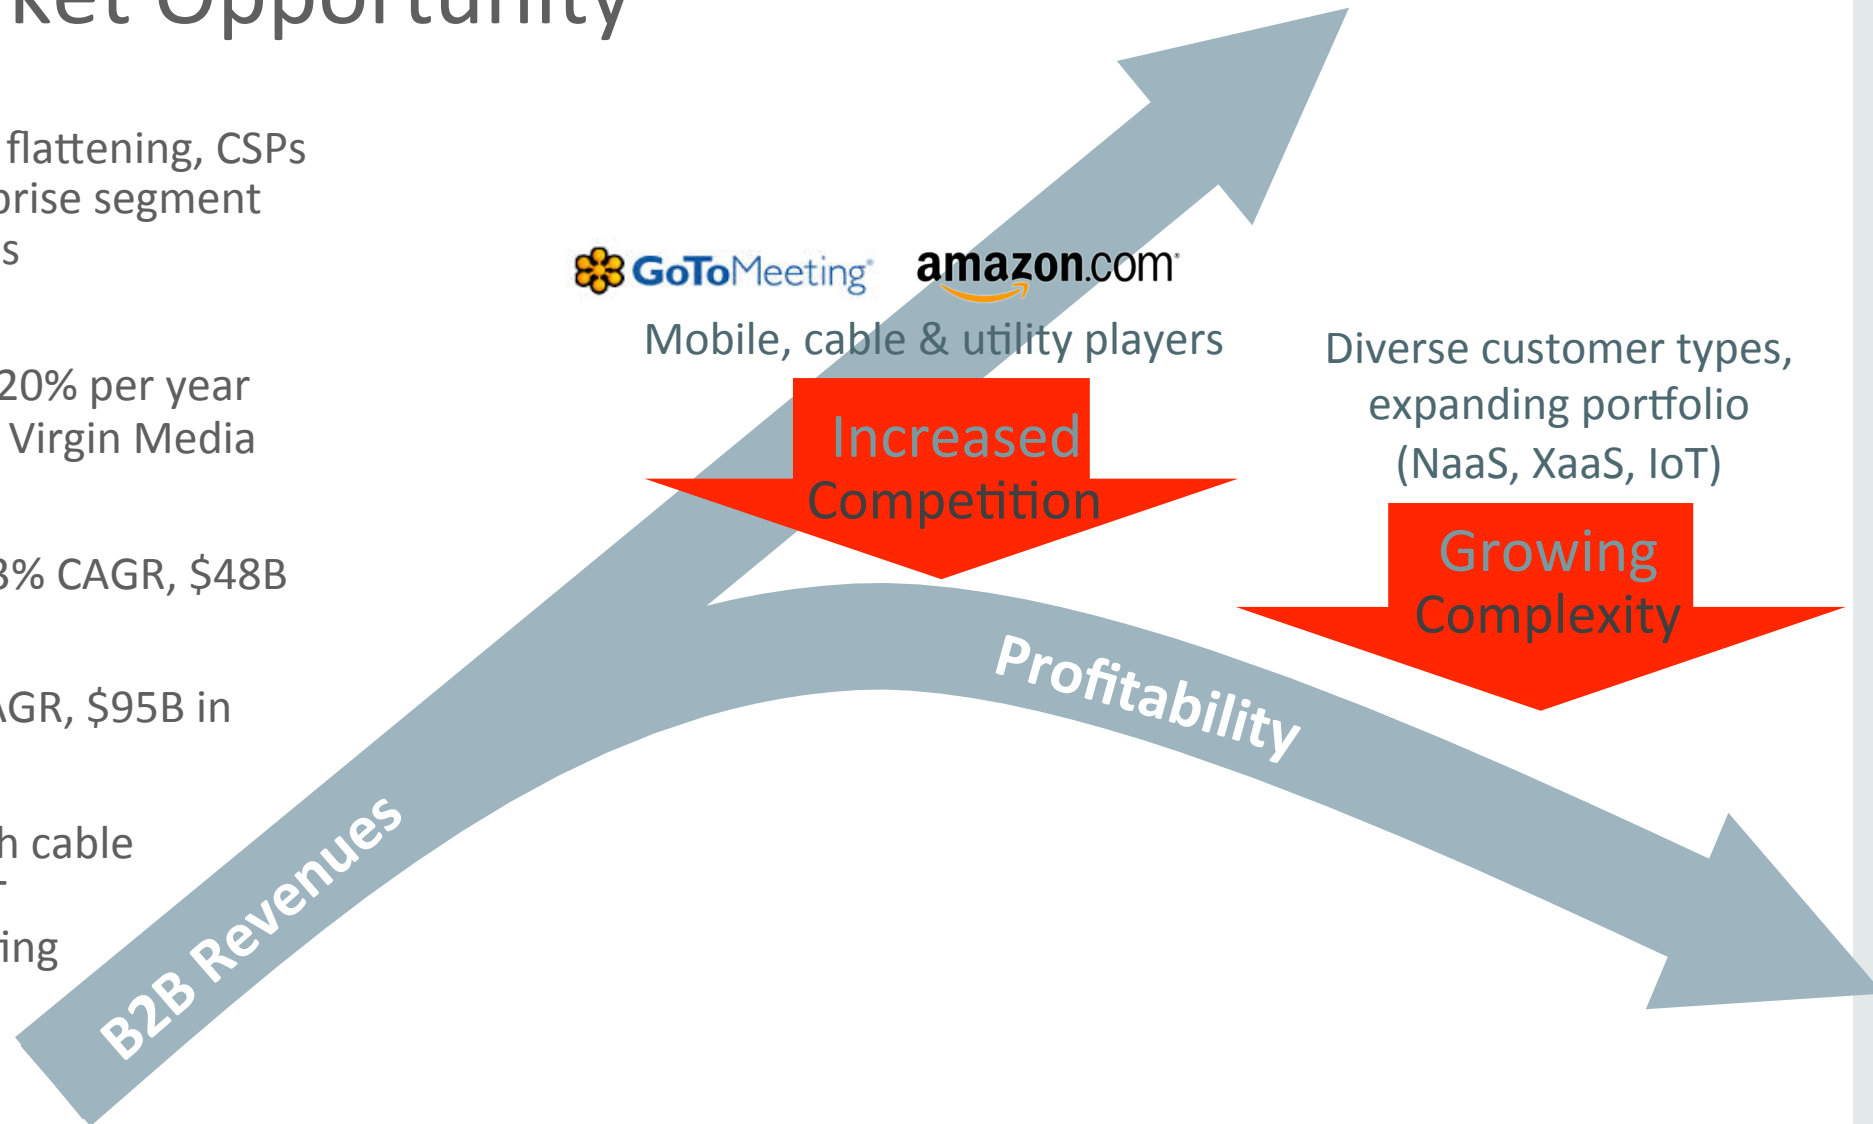 ket Opportunity
flattening, CSPs
prise segment
s
20% per year
Virgin Media
3% CAGR, $48B
AGR, $95B in
h cable
ing
GoToMeeting
amazon.com
Mobile, cable & utility players
Increased
Competition
Diverse customer types,
expanding portfolio
(NaaS, XaaS, IoT)
Growing
Complexity
Profitability
B2B Revenues